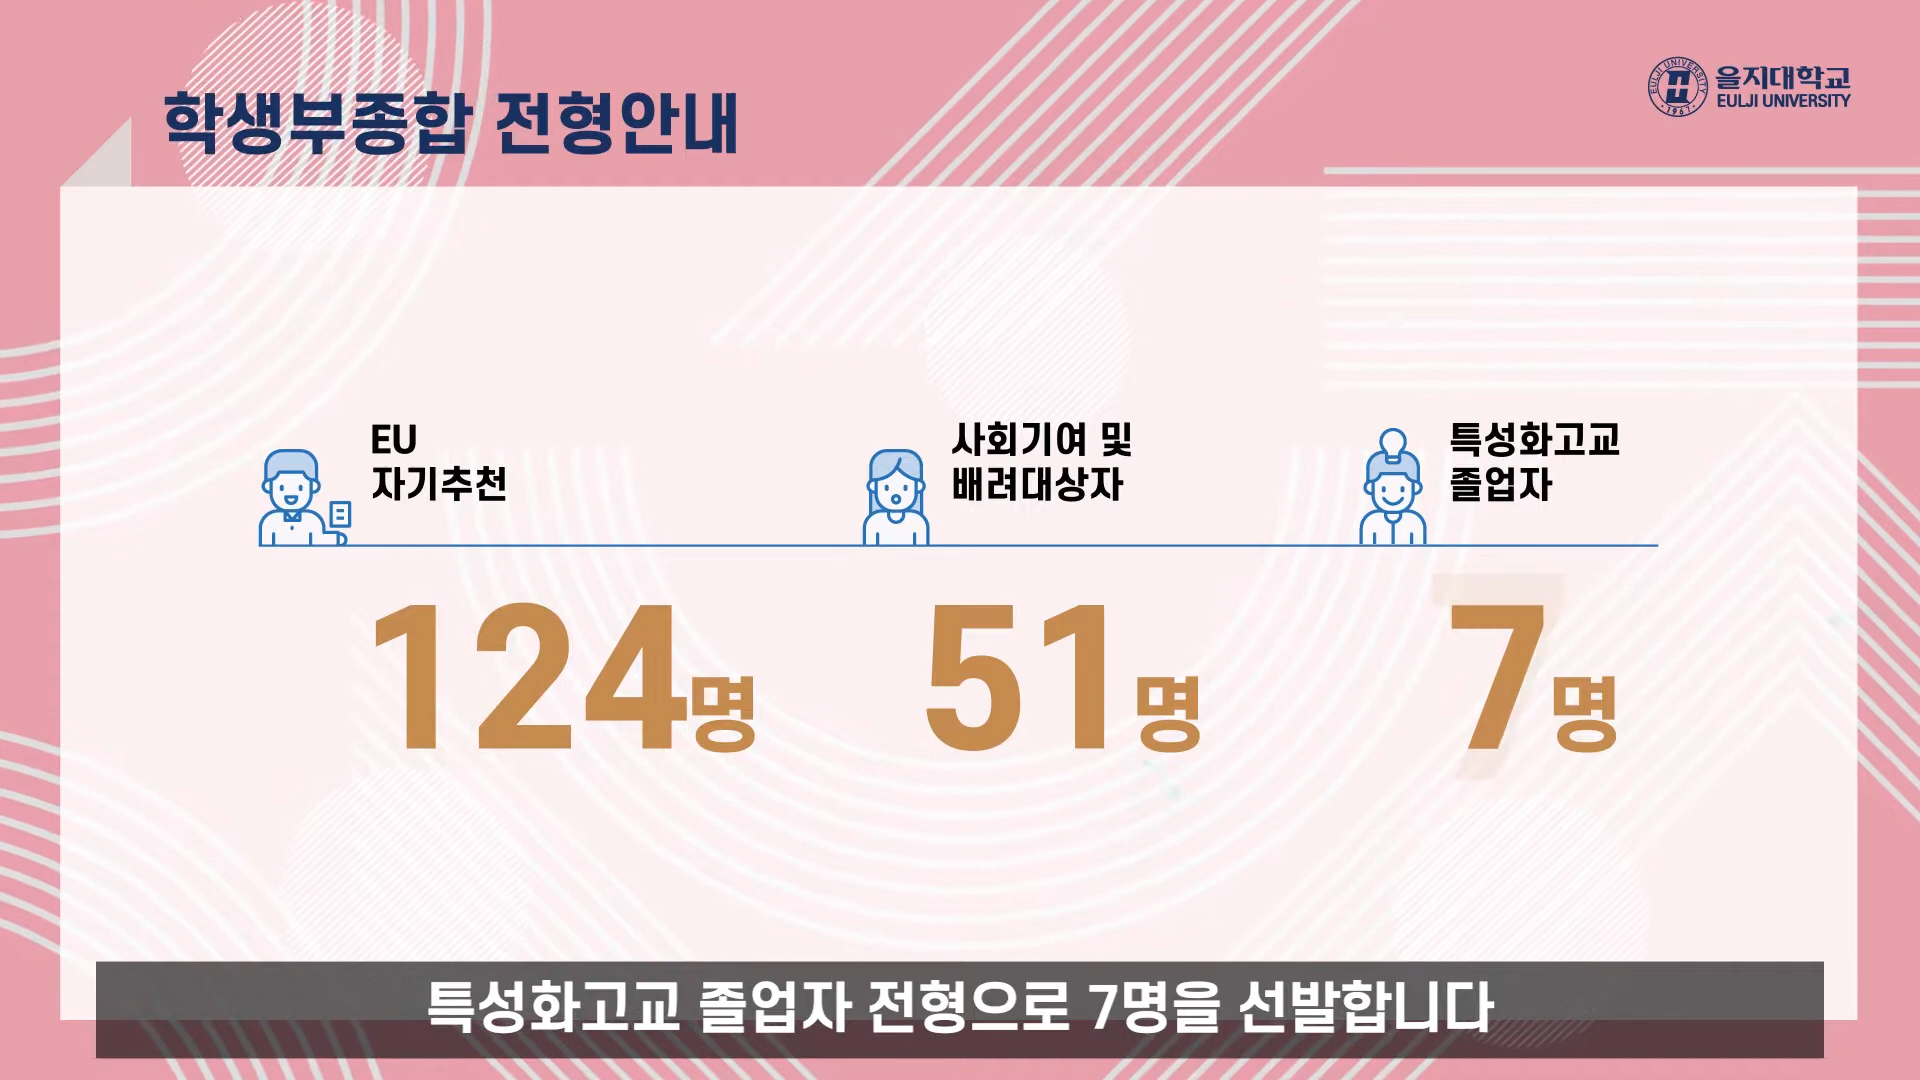 학생부종합 전형안내
EULJI UNIVERSITY
1967
을지대학교
EULJI UNIVERSITY
EU
자기추천
124명
사회기여 및
배려대상자
51명
특성화고교
졸업자
7명
특성화고교 졸업자 전형으로 7명을 선발합니다